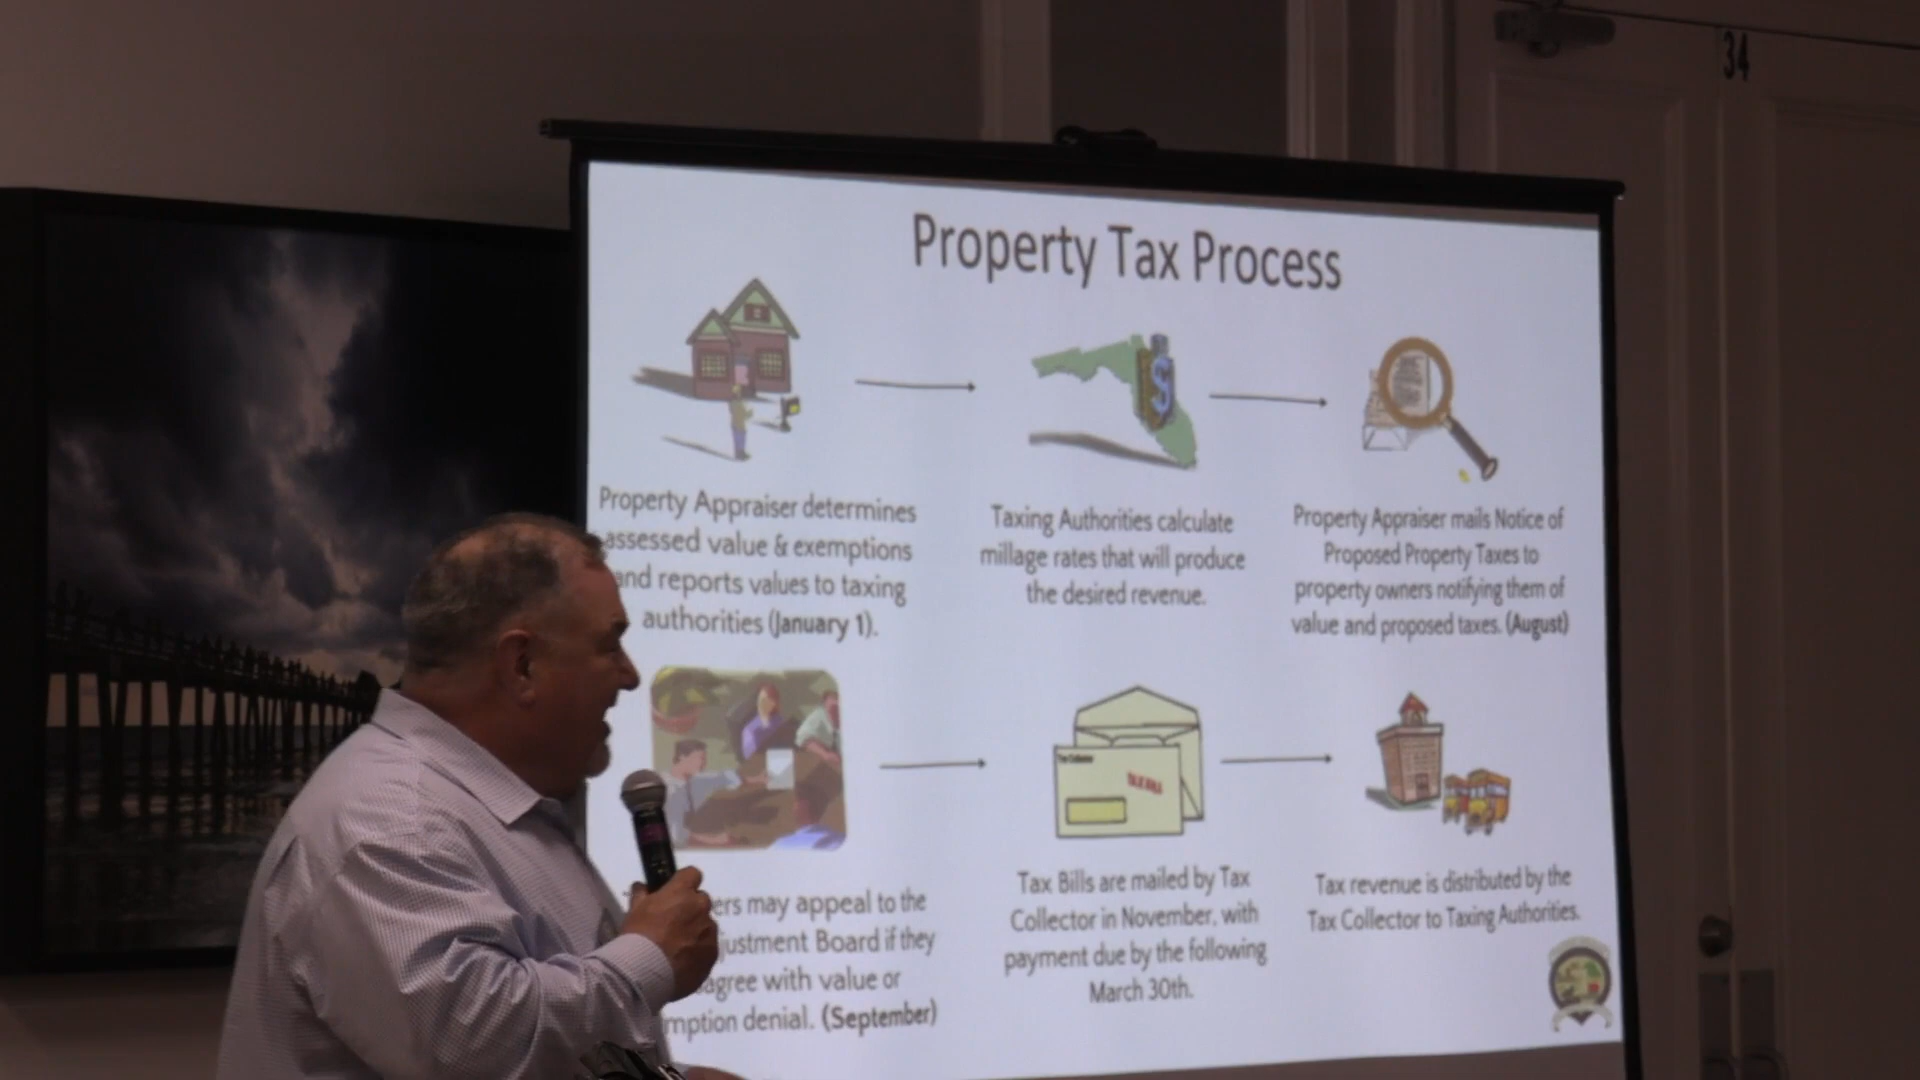 34
Property Tax Process
Property Appraiser determines
assessed value & exemptions
and reports values to taxing
authorities (January 1).
Taxing Authorities calculate
millage rates that will produce
the desired revenue.
Property Appraiser mails Notice of
Proposed Property Taxes to
property owners notifying them of
value and proposed taxes. (August)
$
Tax Collector
TAX BILL
ers may appeal to the
justment Board if they
agree with value or
mption denial. (September)
Tax Bills are mailed by Tax
Collector in November, with
payment due by the following
March 30th.
Tax revenue is distributed by the
Tax Collector to Taxing Authorities.